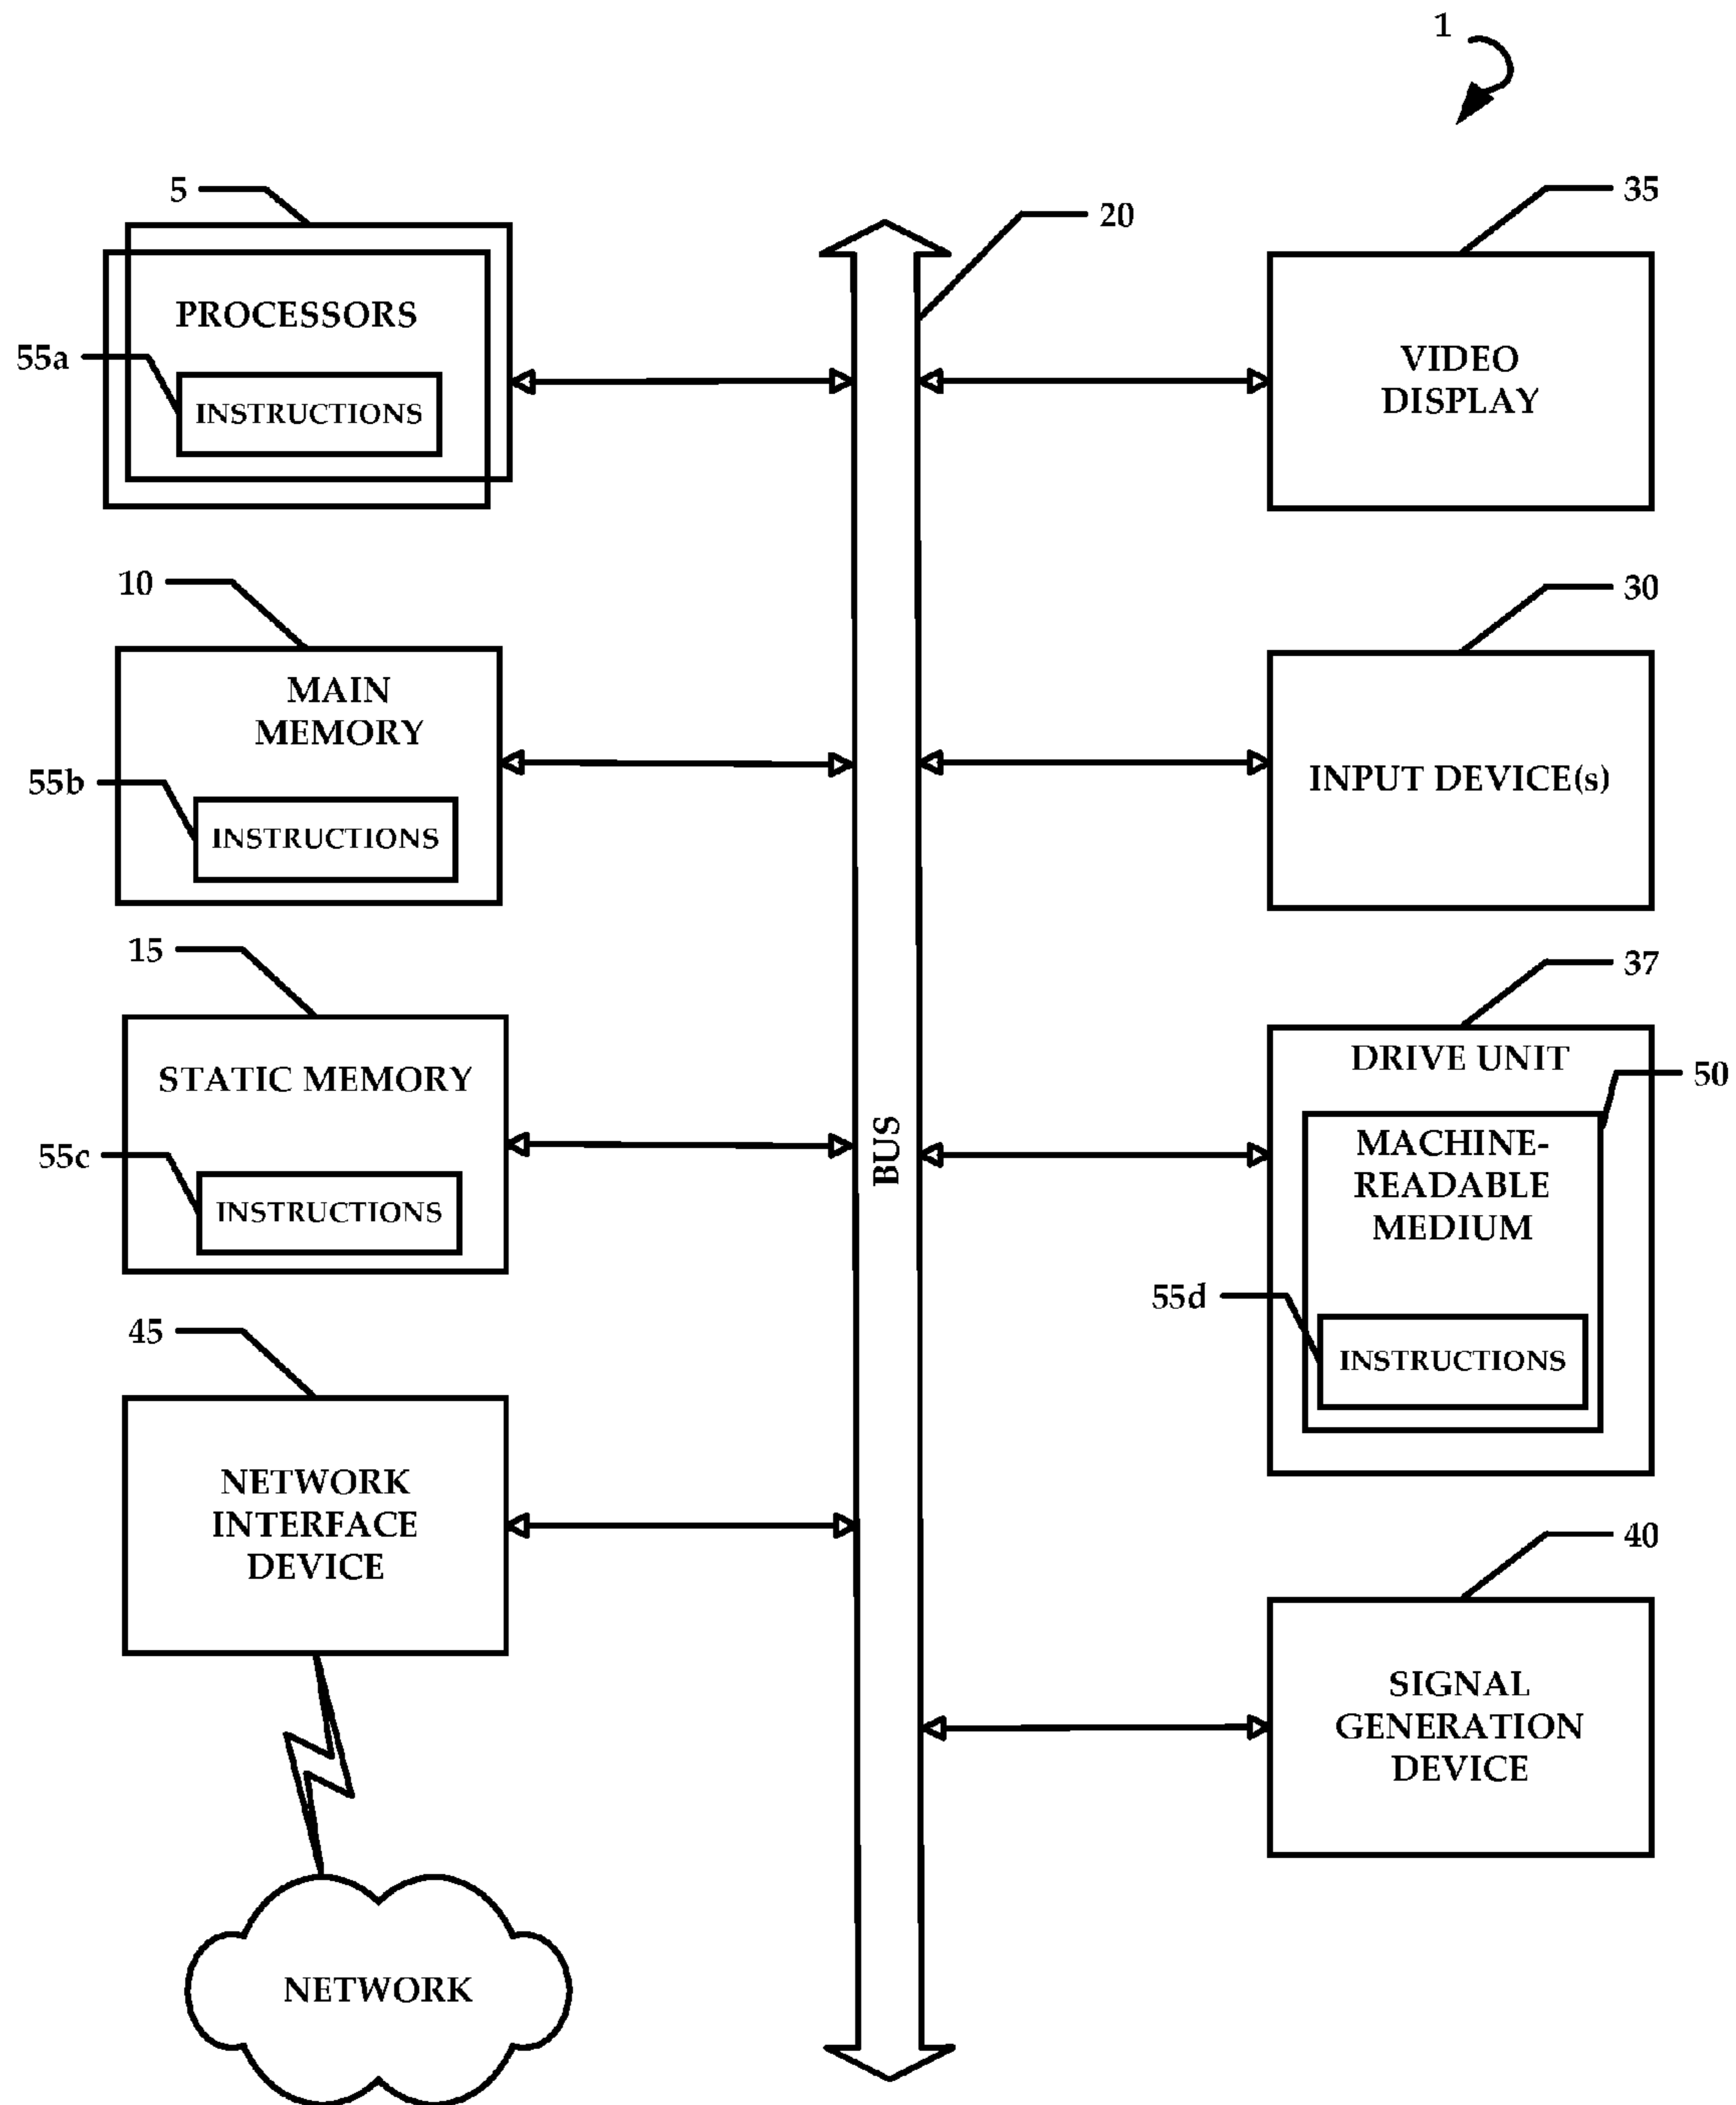 1
5
PROCESSORS
55a
INSTRUCTIONS
20
35
VIDEO
DISPLAY
10
MAIN
MEMORY
55b
INSTRUCTIONS
30
INPUT DEVICE(s)
15
STATIC MEMORY
55c
INSTRUCTIONS
BUS
37
DRIVE UNIT
50
MACHINE-
READABLE
MEDIUM
55d
INSTRUCTIONS
45
NETWORK
INTERFACE
DEVICE
40
SIGNAL
GENERATION
DEVICE
NETWORK